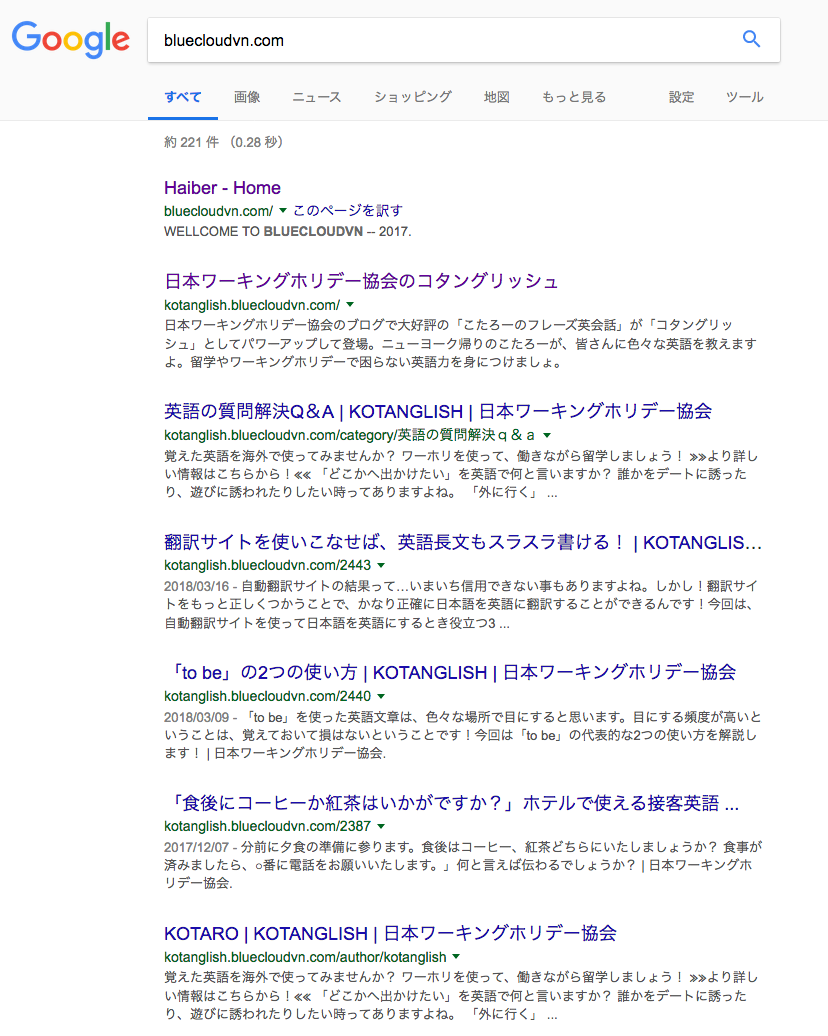 Google
bluecloudvn.com
すべて 画像 ニュース ショッピング 地図 もっと見る 設定 ツール
約 221 件 （0.28 秒）
Haiber - Home
bluecloudvn.com/ ▼ このページを訳す
WELLCOME TO BLUECLOUDVN -- 2017.
日本ワーキングホリデー協会のコタングリッシュ
kotanglish.bluecloudvn.com/ ▼
日本ワーキングホリデー協会のブログで大好評の「こたろーのフレーズ英会話」が「コタングリッ
シュ」としてパワーアップして登場。ニューヨーク帰りのこたろーが、皆さんに色々な英語を教えます
よ。留学やワーキングホリデーで困らない英語力を身につけましょ。
英語の質問解決Q＆A | KOTANGLISH | 日本ワーキングホリデー協会
kotanglish.bluecloudvn.com/category/英語の質問解決ｑ＆ａ ▼
覚えた英語を海外で使ってみませんか？ ワーホリを使って、働きながら留学しましょう！ ≫≫より詳し
い情報はこちらから！≪≪ 「どこかへ出かけたい」を英語で何と言いますか？ 誰かをデートに誘った
り、遊びに誘われたりしたい時ってありますよね。 「外に行く」 ...
翻訳サイトを使いこなせば、英語長文もスラスラ書ける！ | KOTANGLIS...
kotanglish.bluecloudvn.com/2443 ▼
2018/03/16 - 自動翻訳サイトの結果って…いまいち信用できない事もありますよね。しかし！翻訳サイ
トをもっと正しくつかうことで、かなり正確に日本語を英語に翻訳することができるんです！今回は、
自動翻訳サイトを使って日本語を英語にするとき役立つ3 ...
「to be」の2つの使い方 | KOTANGLISH | 日本ワーキングホリデー協会
kotanglish.bluecloudvn.com/2440 ▼
2018/03/09 - 「to be」を使った英語文章は、色々な場所で目にすると思います。目にする頻度が高いと
いうことは、覚えておいて損はないということです！今回は「to be」の代表的な2つの使い方を解説し
ます！ | 日本ワーキングホリデー協会.
「食後にコーヒーか紅茶はいかがですか？」ホテルで使える接客英語 ...
kotanglish.bluecloudvn.com/2387 ▼
2017/12/07 - 分前に夕食の準備に参ります。食後はコーヒー、紅茶どちらにいたしましょうか？ 食事が
済みましたら、○番に電話をお願いいたします。」何と言えば伝わるでしょうか？ | 日本ワーキングホ
リデー協会.
KOTARO | KOTANGLISH | 日本ワーキングホリデー協会
kotanglish.bluecloudvn.com/author/kotanglish ▼
覚えた英語を海外で使ってみませんか？ ワーホリを使って、働きながら留学しましょう！ ≫≫より詳し
い情報はこちらから！≪≪ 「どこかへ出かけたい」を英語で何と言いますか？ 誰かをデートに誘った
り、遊びに誘われたりしたい時ってありますよね。 「外に行く」 ...